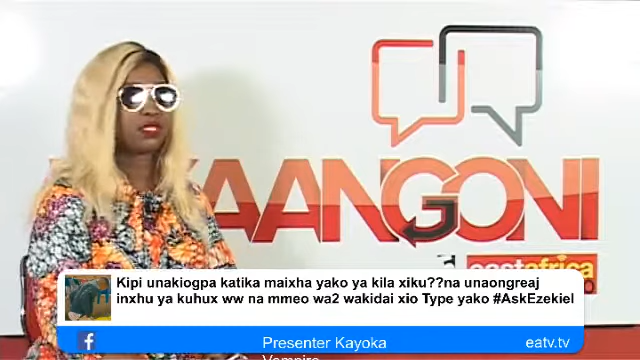 KAANGONI
eastafrica
Kipi unakiogpa katika maixha yako ya kila xiku??na unaongreaj
inxhu ya kuhux ww na mmeo wa2 wakidai xio Type yako #AskEzekiel
f Presenter Kayoka eatv.tv
Vampire